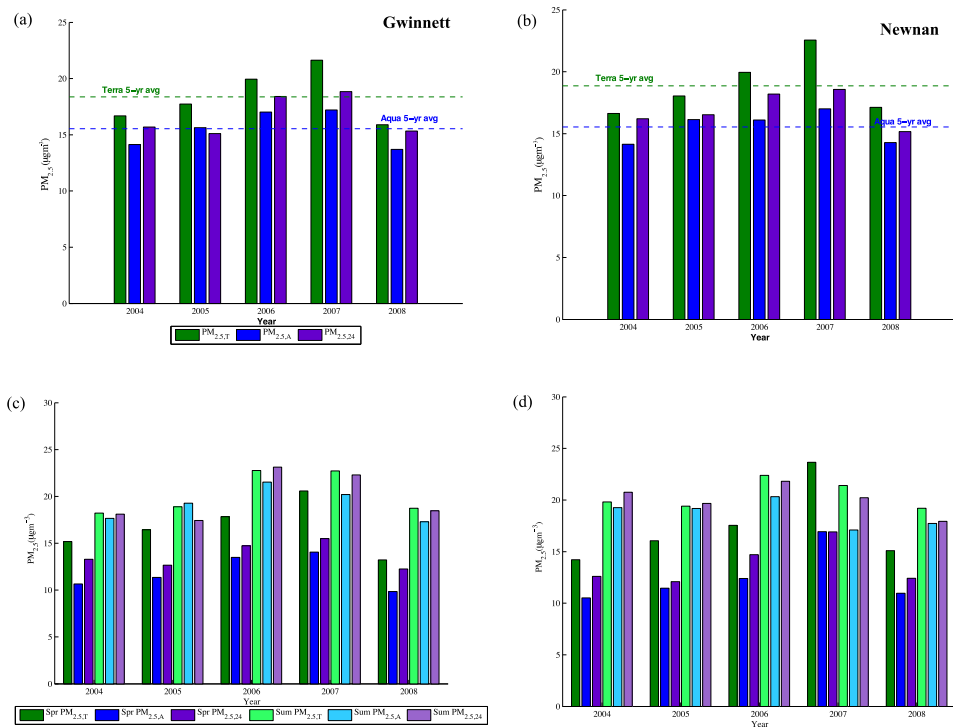 (a)
Gwinnett
25
20
15
10
5
0
PM2.5(μgm−3)
Terra 5−yr avg
Aqua 5−yr avg
2004 2005 2006 2007 2008
Year
PM2.5,T PM2.5,A PM2.5,24
(b)
Newnan
25
20
15
10
5
0
PM2.5(μgm−3)
Terra 5−yr avg
Aqua 5−yr avg
2004 2005 2006 2007 2008
Year
(c)
30
25
20
15
10
5
0
PM2.5(μgm−3)
2004 2005 2006 2007 2008
Year
Spr PM2.5,T Spr PM2.5,A Spr PM2.5,24 Sum PM2.5,T Sum PM2.5,A Sum PM2.5,24
(d)
30
25
20
15
10
5
0
PM2.5(μgm−3)
2004 2005 2006 2007 2008
Year